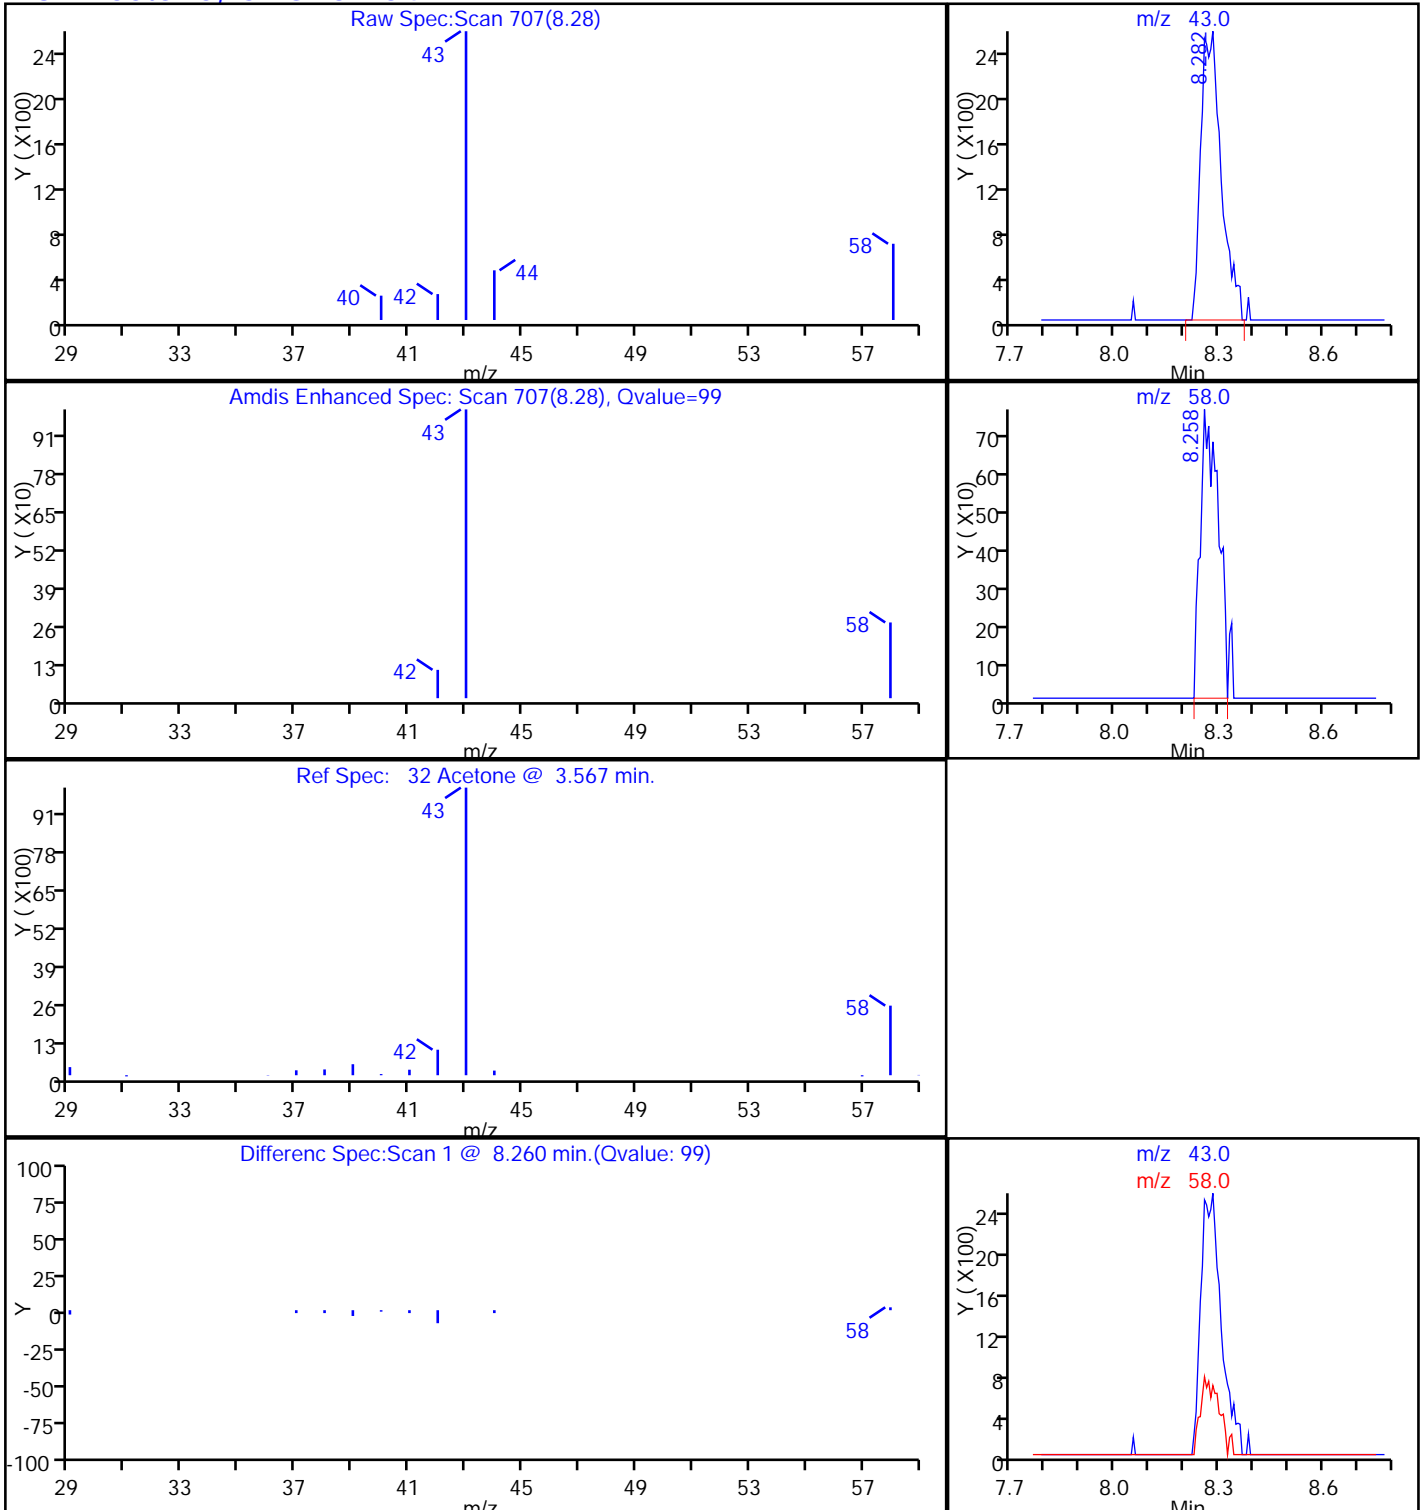 Raw Spec:Scan 707(8.28)
Y ( X100)
24
20
16
12
8
4
0
43
40
42
44
58
29 33 37 41 45 49 53 57
m/z
m/z 43.0
Y ( X100)
24
20
16
12
8
4
0
8.282
7.7 8.0 8.3 8.6
Min
Amdis Enhanced Spec: Scan 707(8.28), Qvalue=99
Y ( X10)
91
78
65
52
39
26
13
0
43
42
58
29 33 37 41 45 49 53 57
m/z
m/z 58.0
Y ( X10)
70
60
50
40
30
20
10
0
8.258
7.7 8.0 8.3 8.6
Min
Ref Spec: 32 Acetone @ 3.567 min.
Y ( X100)
91
78
65
52
39
26
13
0
43
42
58
29 33 37 41 45 49 53 57
m/z
Differenc Spec:Scan 1 @ 8.260 min.(Qvalue: 99)
Y
100
75
50
25
0
-25
-50
-75
-100
58
29 33 37 41 45 49 53 57
m/z
m/z 43.0
m/z 58.0
Y ( X100)
24
20
16
12
8
4
0
7.7 8.0 8.3 8.6
Min